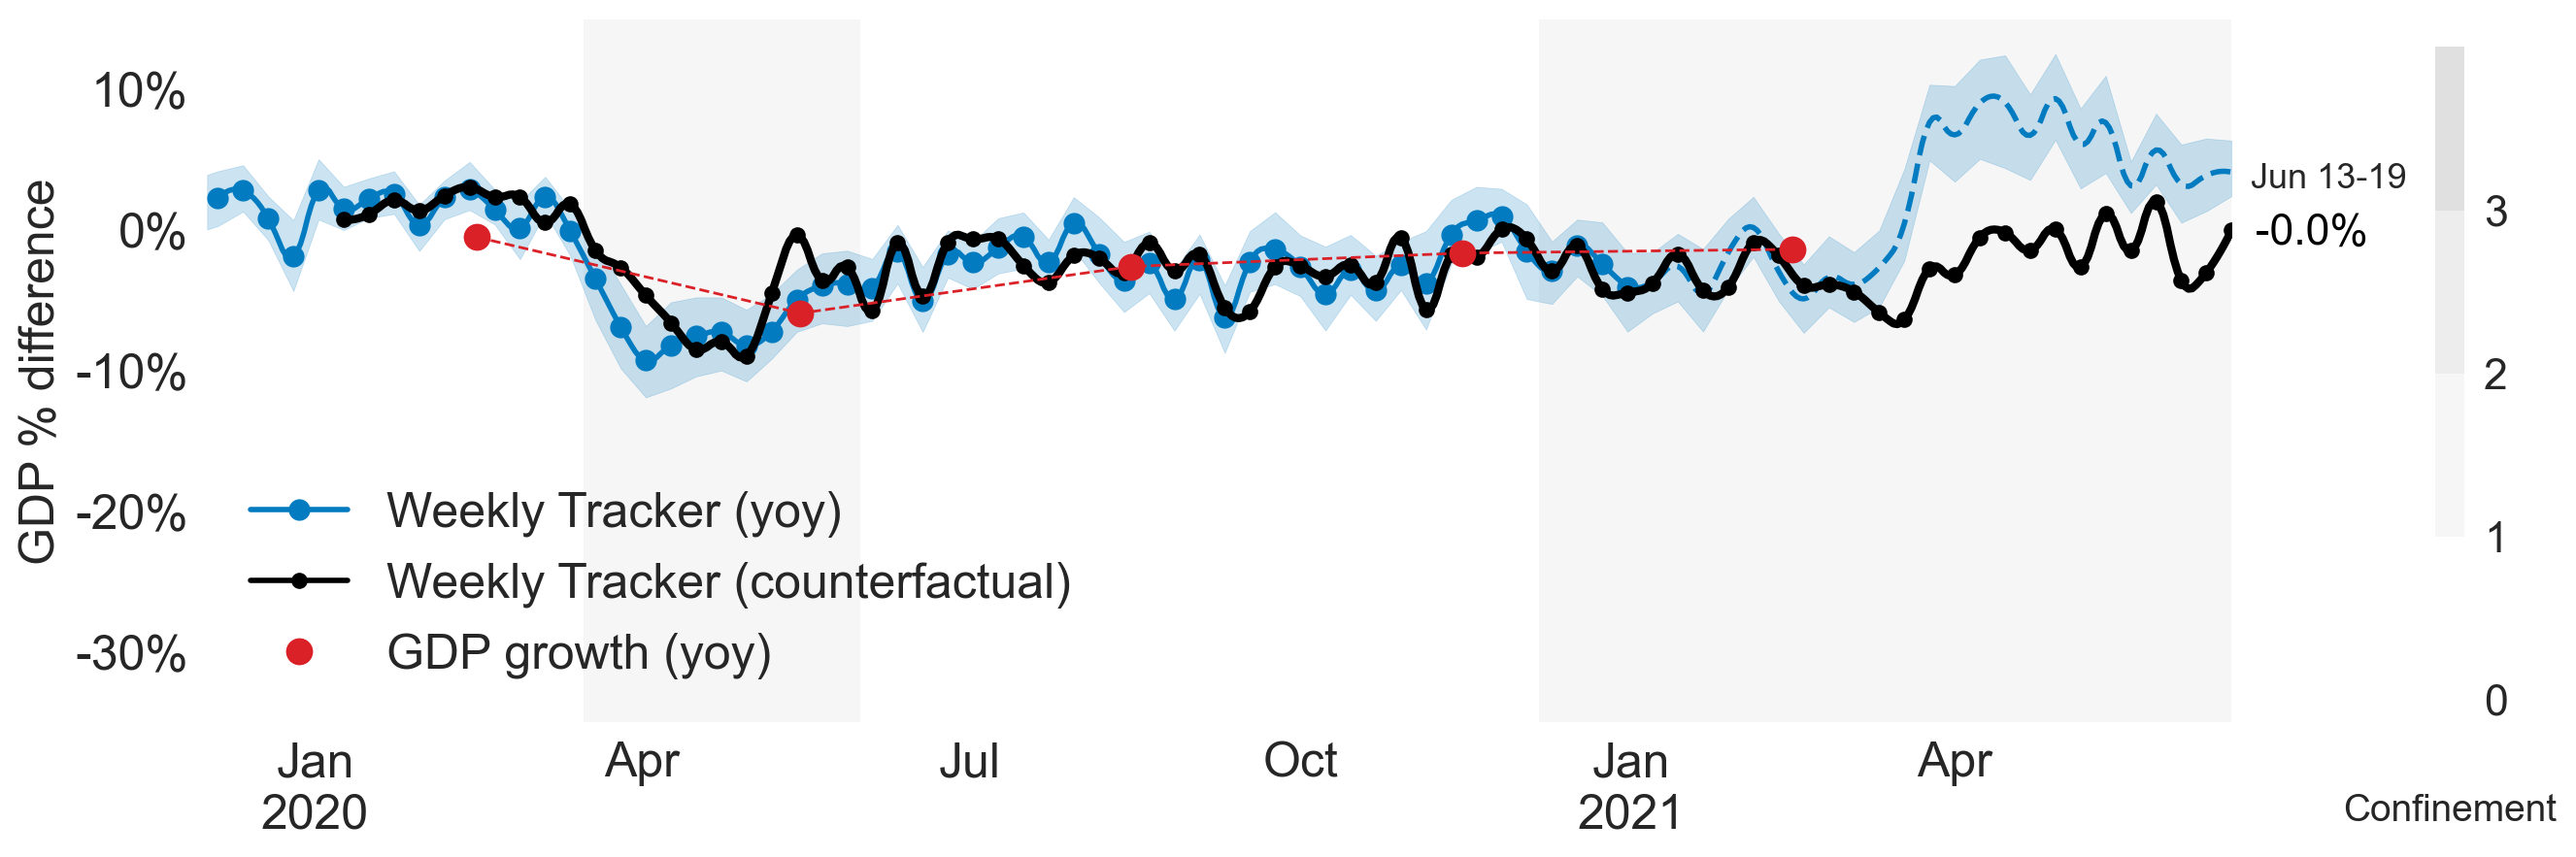 GDP % difference
10%
0%
-10%
-20%
-30%
Weekly Tracker (yoy)
Weekly Tracker (counterfactual)
GDP growth (yoy)
Jan
2020
Apr
Jul
Oct
Jan
2021
Apr
Jun 13-19
-0.0%
3
2
1
0
Confinement